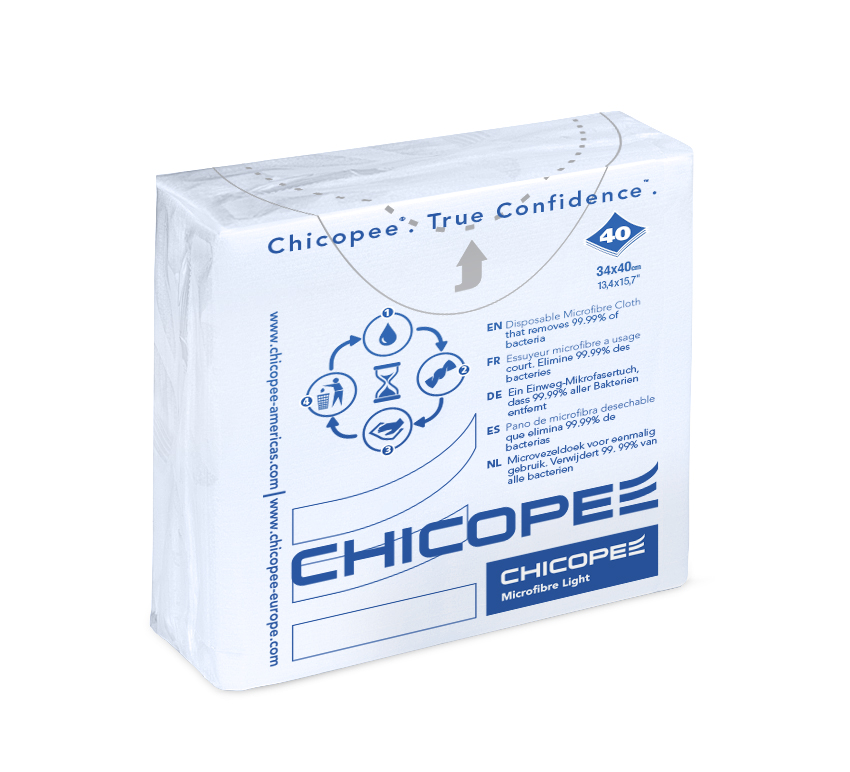 Chicopee®. True Confidence™.
40
34x40cm
13,4x15,7"
1
2
3
4
EN Disposable Microfibre Cloth
that removes 99.99% of
bacteria
FR Essuyeur microfibre a usage
court. Elimine 99.99% des
bacteries
DE Ein Einweg-Mikrofasertuch,
dass 99.99% aller Bakterien
entfernt
ES Pano de microfibra desechable
que elimina 99.99% de
bacterias
NL Microvezeldoek voor eenmalig
gebruik. Verwijdert 99. 99% van
alle bacterien
www.chicopee-americas.com | www.chicopee-europe.com
CHICOPEE
CHICOPEE
Microfibre Light